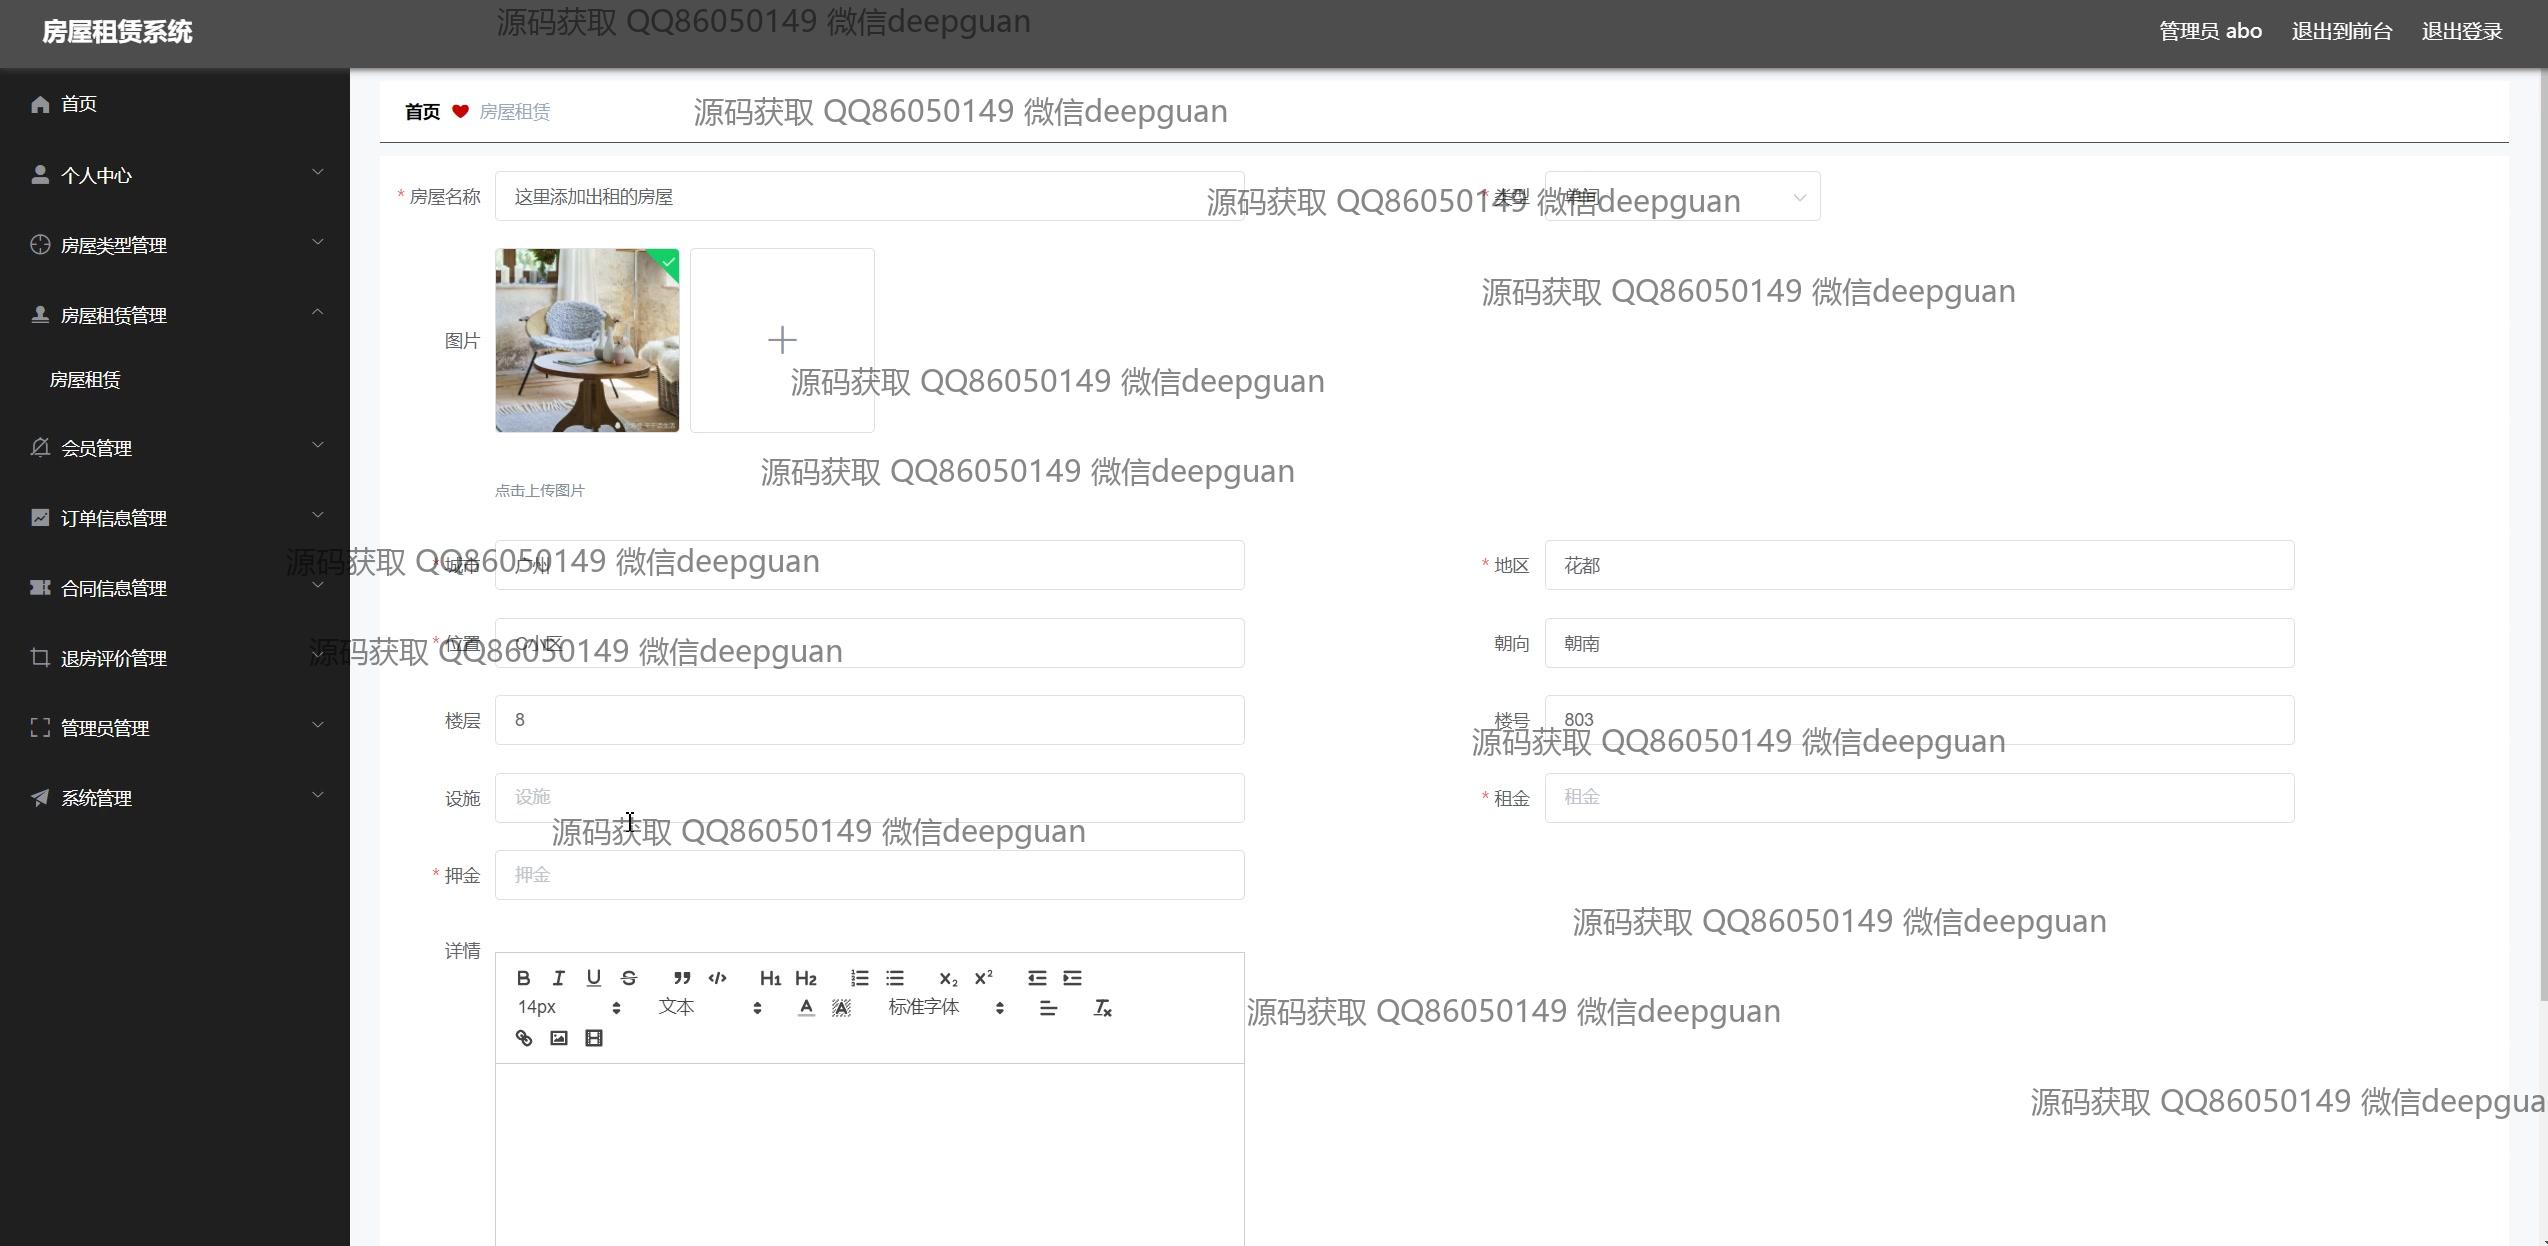 房屋租赁系统
源码获取 QQ86050149 微信deepguan
管理员 abo
退出到前台
退出登录
首页
个人中心
房屋类型管理
房屋租赁管理
房屋租赁
会员管理
订单信息管理
合同信息管理
退房评价管理
管理员管理
系统管理
首页 房屋租赁
源码获取 QQ86050149 微信deepguan
* 房屋名称 这里添加出租的房屋
* 类型 单间
源码获取 QQ86050149 微信deepguan
源码获取 QQ86050149 微信deepguan
图片
源码获取 QQ86050149 微信deepguan
源码获取 QQ86050149 微信deepguan
点击上传图片
* 城市 广州
* 地区 花都
源码获取 QQ86050149 微信deepguan
* 位置 C小区
朝向 朝南
源码获取 QQ86050149 微信deepguan
楼层 8
楼号 803
源码获取 QQ86050149 微信deepguan
设施 设施
* 租金 租金
源码获取 QQ86050149 微信deepguan
* 押金 押金
源码获取 QQ86050149 微信deepguan
详情
B I U S H1 H2 X2 X2
14px 文本 A A 标准字体 Tx
源码获取 QQ86050149 微信deepguan
源码获取 QQ86050149 微信deepgua